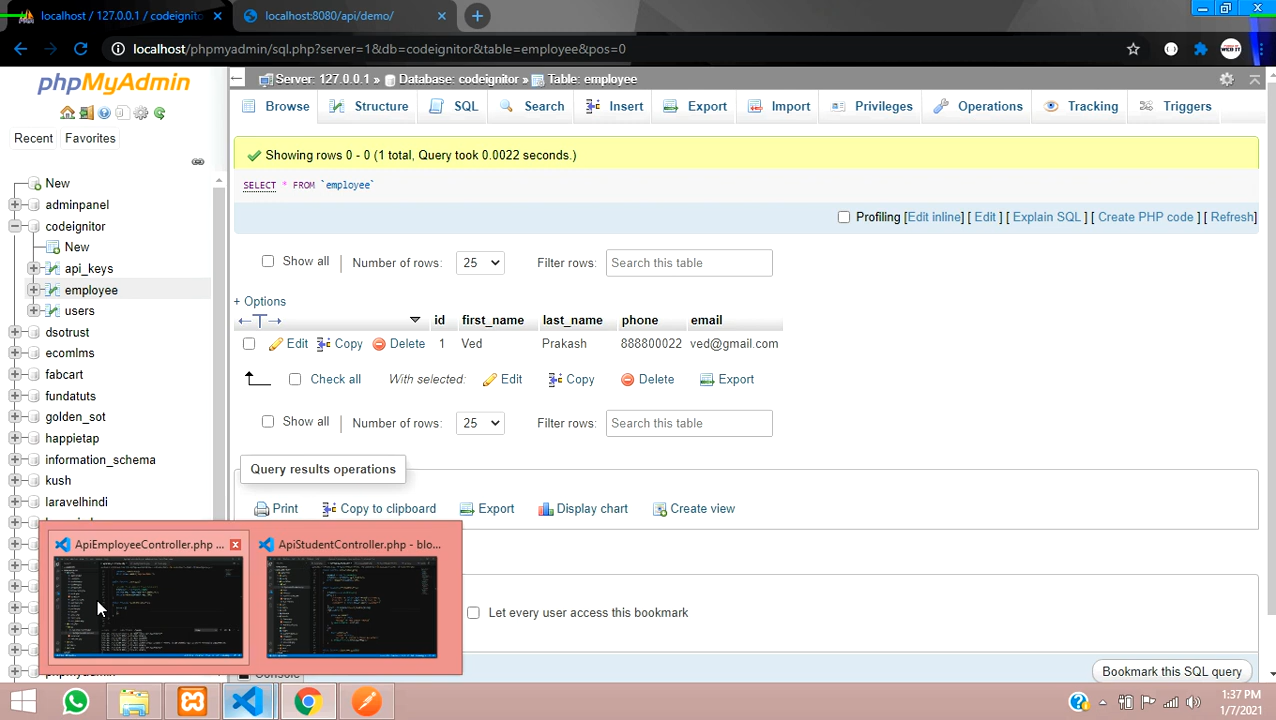 localhost / 127.0.0.1 / codeignito
localhost:8080/api/demo/
localhost/phpmyadmin/sql.php?server=1&db=codeignitor&table=employee&pos=0
phpMyAdmin
Recent
Favorites
New
adminpanel
codeignitor
New
api_keys
employee
users
dsotrust
ecomlms
fabcart
fundatuts
golden_sot
happietap
information_schema
kush
laravelhindi
Server: 127.0.0.1 » Database: codeignitor » Table: employee
Browse Structure SQL Search Insert Export Import Privileges Operations Tracking Triggers
Showing rows 0 - 0 (1 total, Query took 0.0022 seconds.)
SELECT * FROM `employee`
Profiling [Edit inline] [ Edit ] [ Explain SQL ] [ Create PHP code ] [ Refresh]
Show all Number of rows: 25 Filter rows: Search this table
+ Options
id first_name last_name phone email
Edit Copy Delete 1 Ved Prakash 888800022 ved@gmail.com
Check all With selected: Edit Copy Delete Export
Show all Number of rows: 25 Filter rows: Search this table
Query results operations
Print Copy to clipboard Export Display chart Create view
ApiEmployeeController.php ...
ApiStudentController.php - blo...
every user access this bookmark
Bookmark this SQL query
1:37 PM
1/7/2021